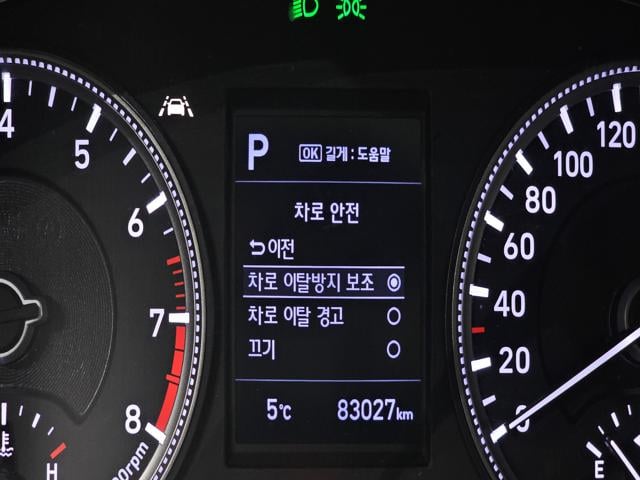 P
OK 길게 : 도움말
차로 안전
이전
차로 이탈방지 보조
차로 이탈 경고
끄기
5℃ 83027km
4
5
6
7
8
H
120
100
80
60
40
20
0
E